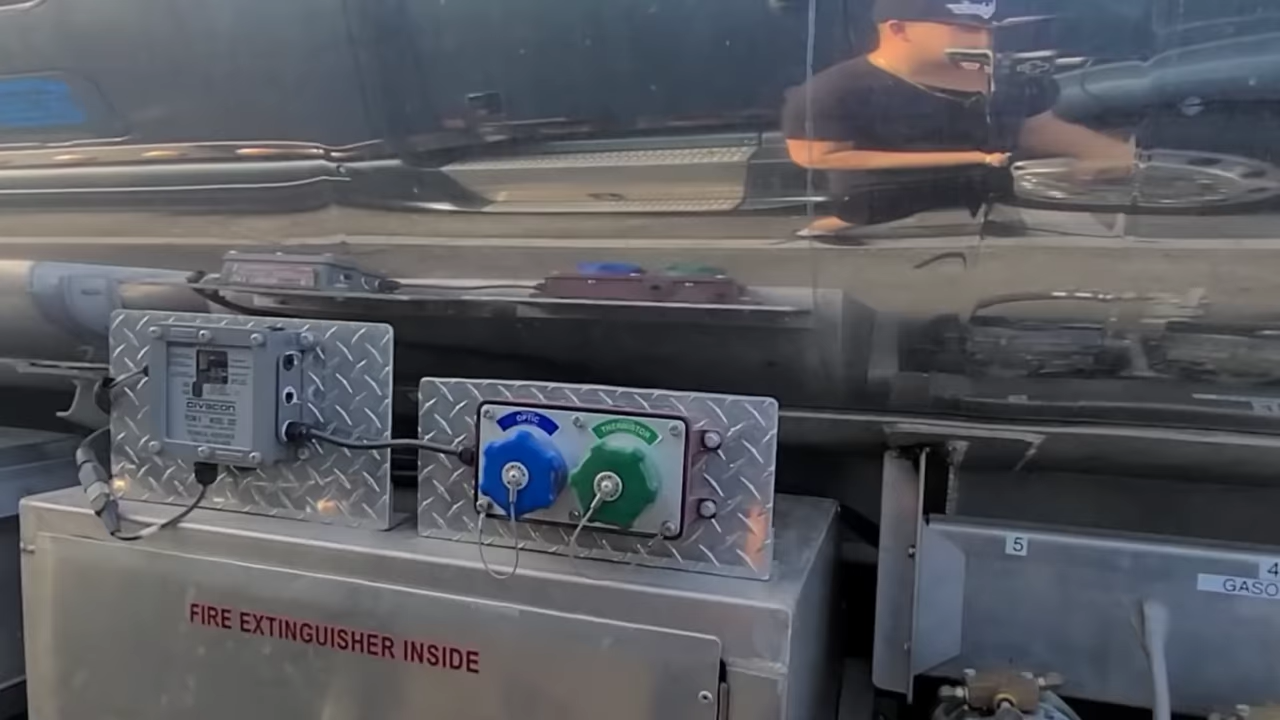 CIVACON
OPTIC
THERMISTOR
FIRE EXTINGUISHER INSIDE
5
4
GASO